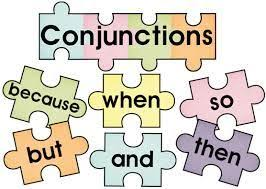 Conjunctions
because when so
but and then